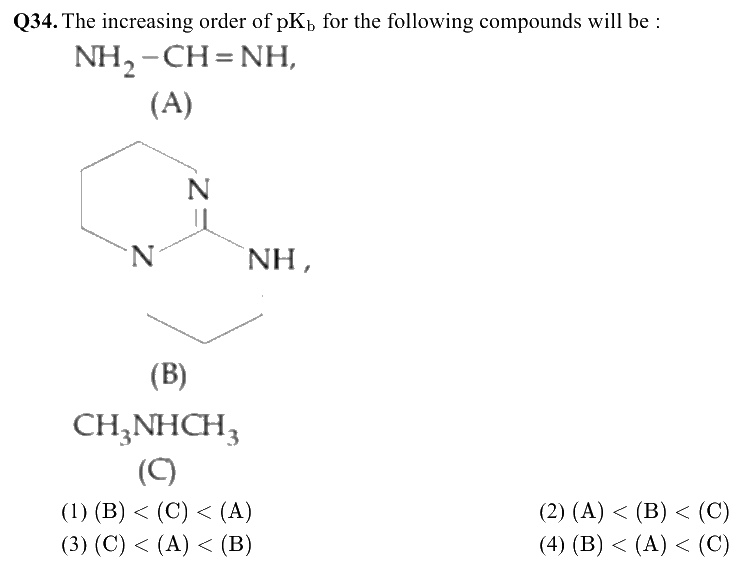 Q34. The increasing order of pKb for the following compounds will be :
NH₂–CH=NH,
(A)
N
N NH ,
(B)
CH₃NHCH₃
(C)
(1) (B) < (C) < (A) (2) (A) < (B) < (C)
(3) (C) < (A) < (B) (4) (B) < (A) < (C)